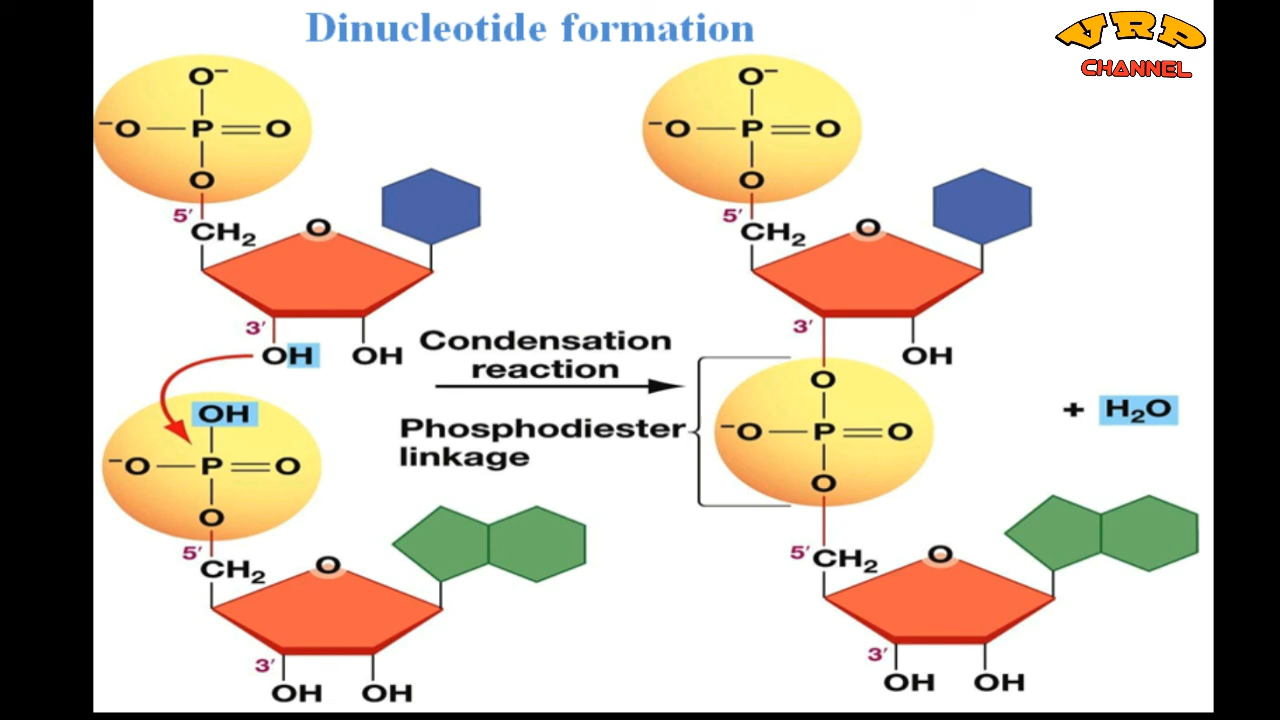 Dinucleotide formation
VRP
CHANNEL
O⁻
⁻O—P=O
O
5′
CH₂
O
3′
OH
OH
OH
⁻O—P=O
O
5′
CH₂
O
3′
OH
OH
Condensation
reaction
Phosphodiester
linkage
O⁻
⁻O—P=O
O
5′
CH₂
O
3′
OH
O
⁻O—P=O
O
5′
CH₂
O
3′
OH
OH
+ H₂O